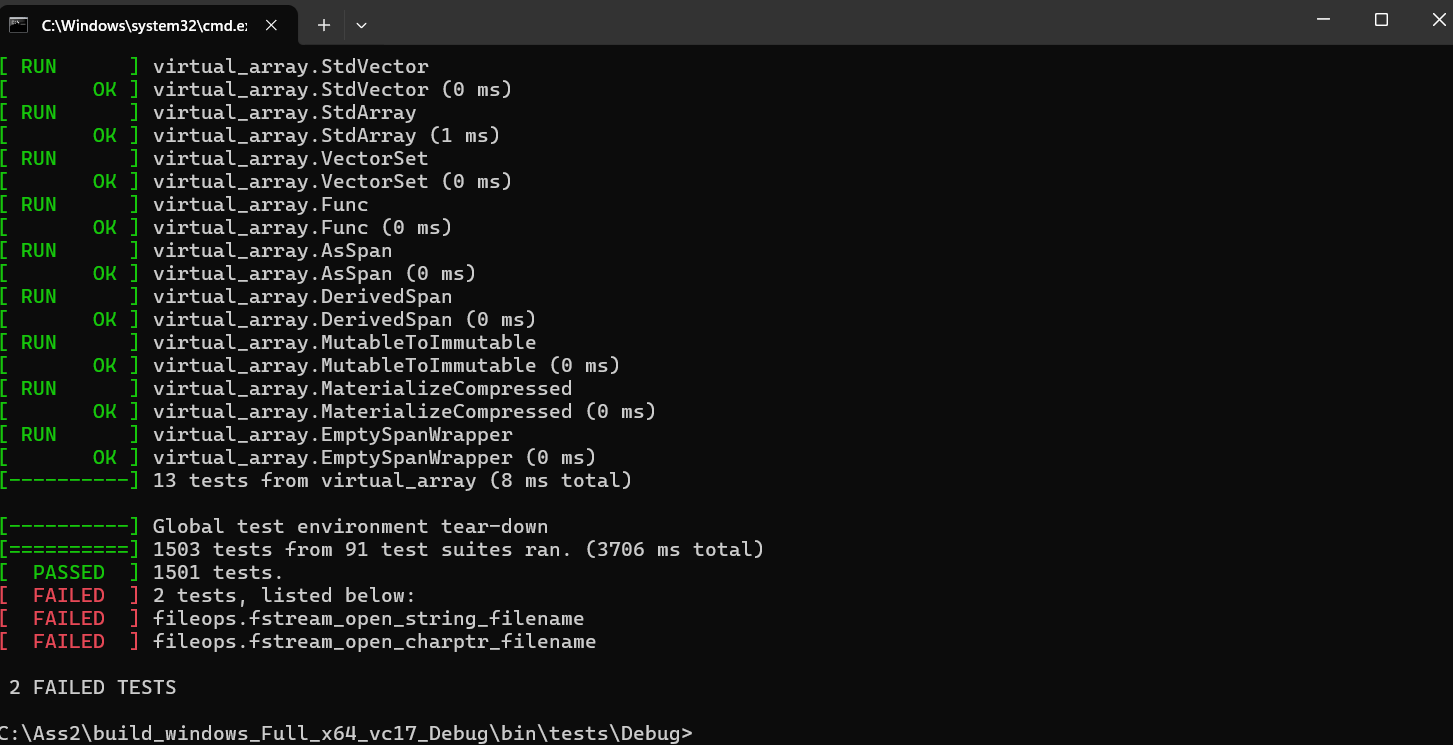 C:\Windows\system32\cmd.e
[ RUN      ] virtual_array.StdVector
[       OK ] virtual_array.StdVector (0 ms)
[ RUN      ] virtual_array.StdArray
[       OK ] virtual_array.StdArray (1 ms)
[ RUN      ] virtual_array.VectorSet
[       OK ] virtual_array.VectorSet (0 ms)
[ RUN      ] virtual_array.Func
[       OK ] virtual_array.Func (0 ms)
[ RUN      ] virtual_array.AsSpan
[       OK ] virtual_array.AsSpan (0 ms)
[ RUN      ] virtual_array.DerivedSpan
[       OK ] virtual_array.DerivedSpan (0 ms)
[ RUN      ] virtual_array.MutableToImmutable
[       OK ] virtual_array.MutableToImmutable (0 ms)
[ RUN      ] virtual_array.MaterializeCompressed
[       OK ] virtual_array.MaterializeCompressed (0 ms)
[ RUN      ] virtual_array.EmptySpanWrapper
[       OK ] virtual_array.EmptySpanWrapper (0 ms)
[----------] 13 tests from virtual_array (8 ms total)
[----------] Global test environment tear-down
[==========] 1503 tests from 91 test suites ran. (3706 ms total)
[  PASSED  ] 1501 tests.
[  FAILED  ] 2 tests, listed below:
[  FAILED  ] fileops.fstream_open_string_filename
[  FAILED  ] fileops.fstream_open_charptr_filename
2 FAILED TESTS
C:\Ass2\build_windows_Full_x64_vc17_Debug\bin\tests\Debug>